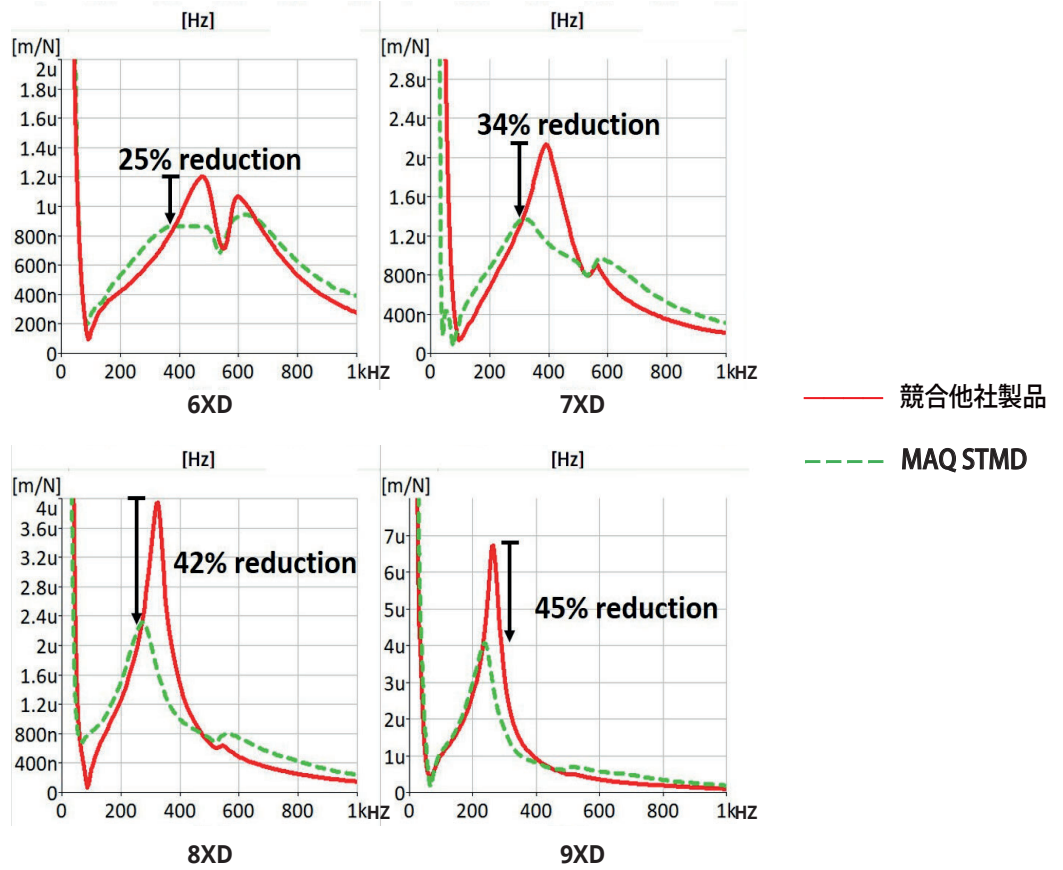 [Hz]
[m/N]
2u
1.8u
1.6u
1.4u
1.2u
1u
800n
600n
400n
200n
0
25% reduction
0 200 400 600 800 1kHZ
6XD
[Hz]
[m/N]
2.8u
2.4u
2u
1.6u
1.2u
800n
400n
0
34% reduction
0 200 400 600 800 1kHZ
7XD
競合他社製品
MAQ STMD
[Hz]
[m/N]
4u
3.6u
3.2u
2.8u
2.4u
2u
1.6u
1.2u
800n
400n
0
42% reduction
0 200 400 600 800 1kHZ
8XD
[Hz]
[m/N]
7u
6u
5u
4u
3u
2u
1u
0
45% reduction
0 200 400 600 800 1kHZ
9XD